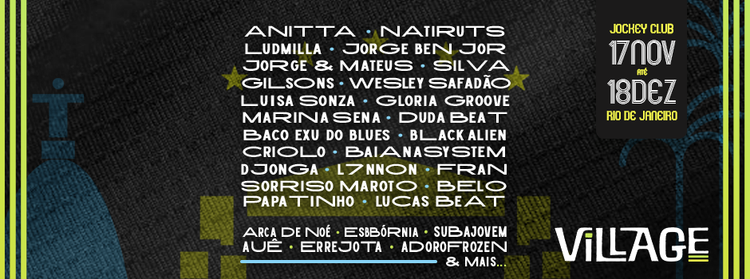 ANITTA • NATIRUTS
LUDMILLA • JORGE BEN JOR
JORGE & MATEUS • SILVA
GILSONS • WESLEY SAFADÃO
LUISA SONZA • GLORIA GROOVE
MARINA SENA • DUDA BEAT
BACO EXU DO BLUES • BLACK ALIEN
CRIOLO • BAIANASYSTEM
DJONGA • L7NNON • FRAN
SORRISO MAROTO • BELO
PAPATINHO • LUCAS BEAT
ARCA DE NOÉ • ESBÓRNIA • SUBAJOVEM
AUÊ • ERREJOTA • ADOROFROZEN
& MAIS...
JOCKEY CLUB
17NOV
ATÉ
18DEZ
RIO DE JANEIRO
VILLAGE